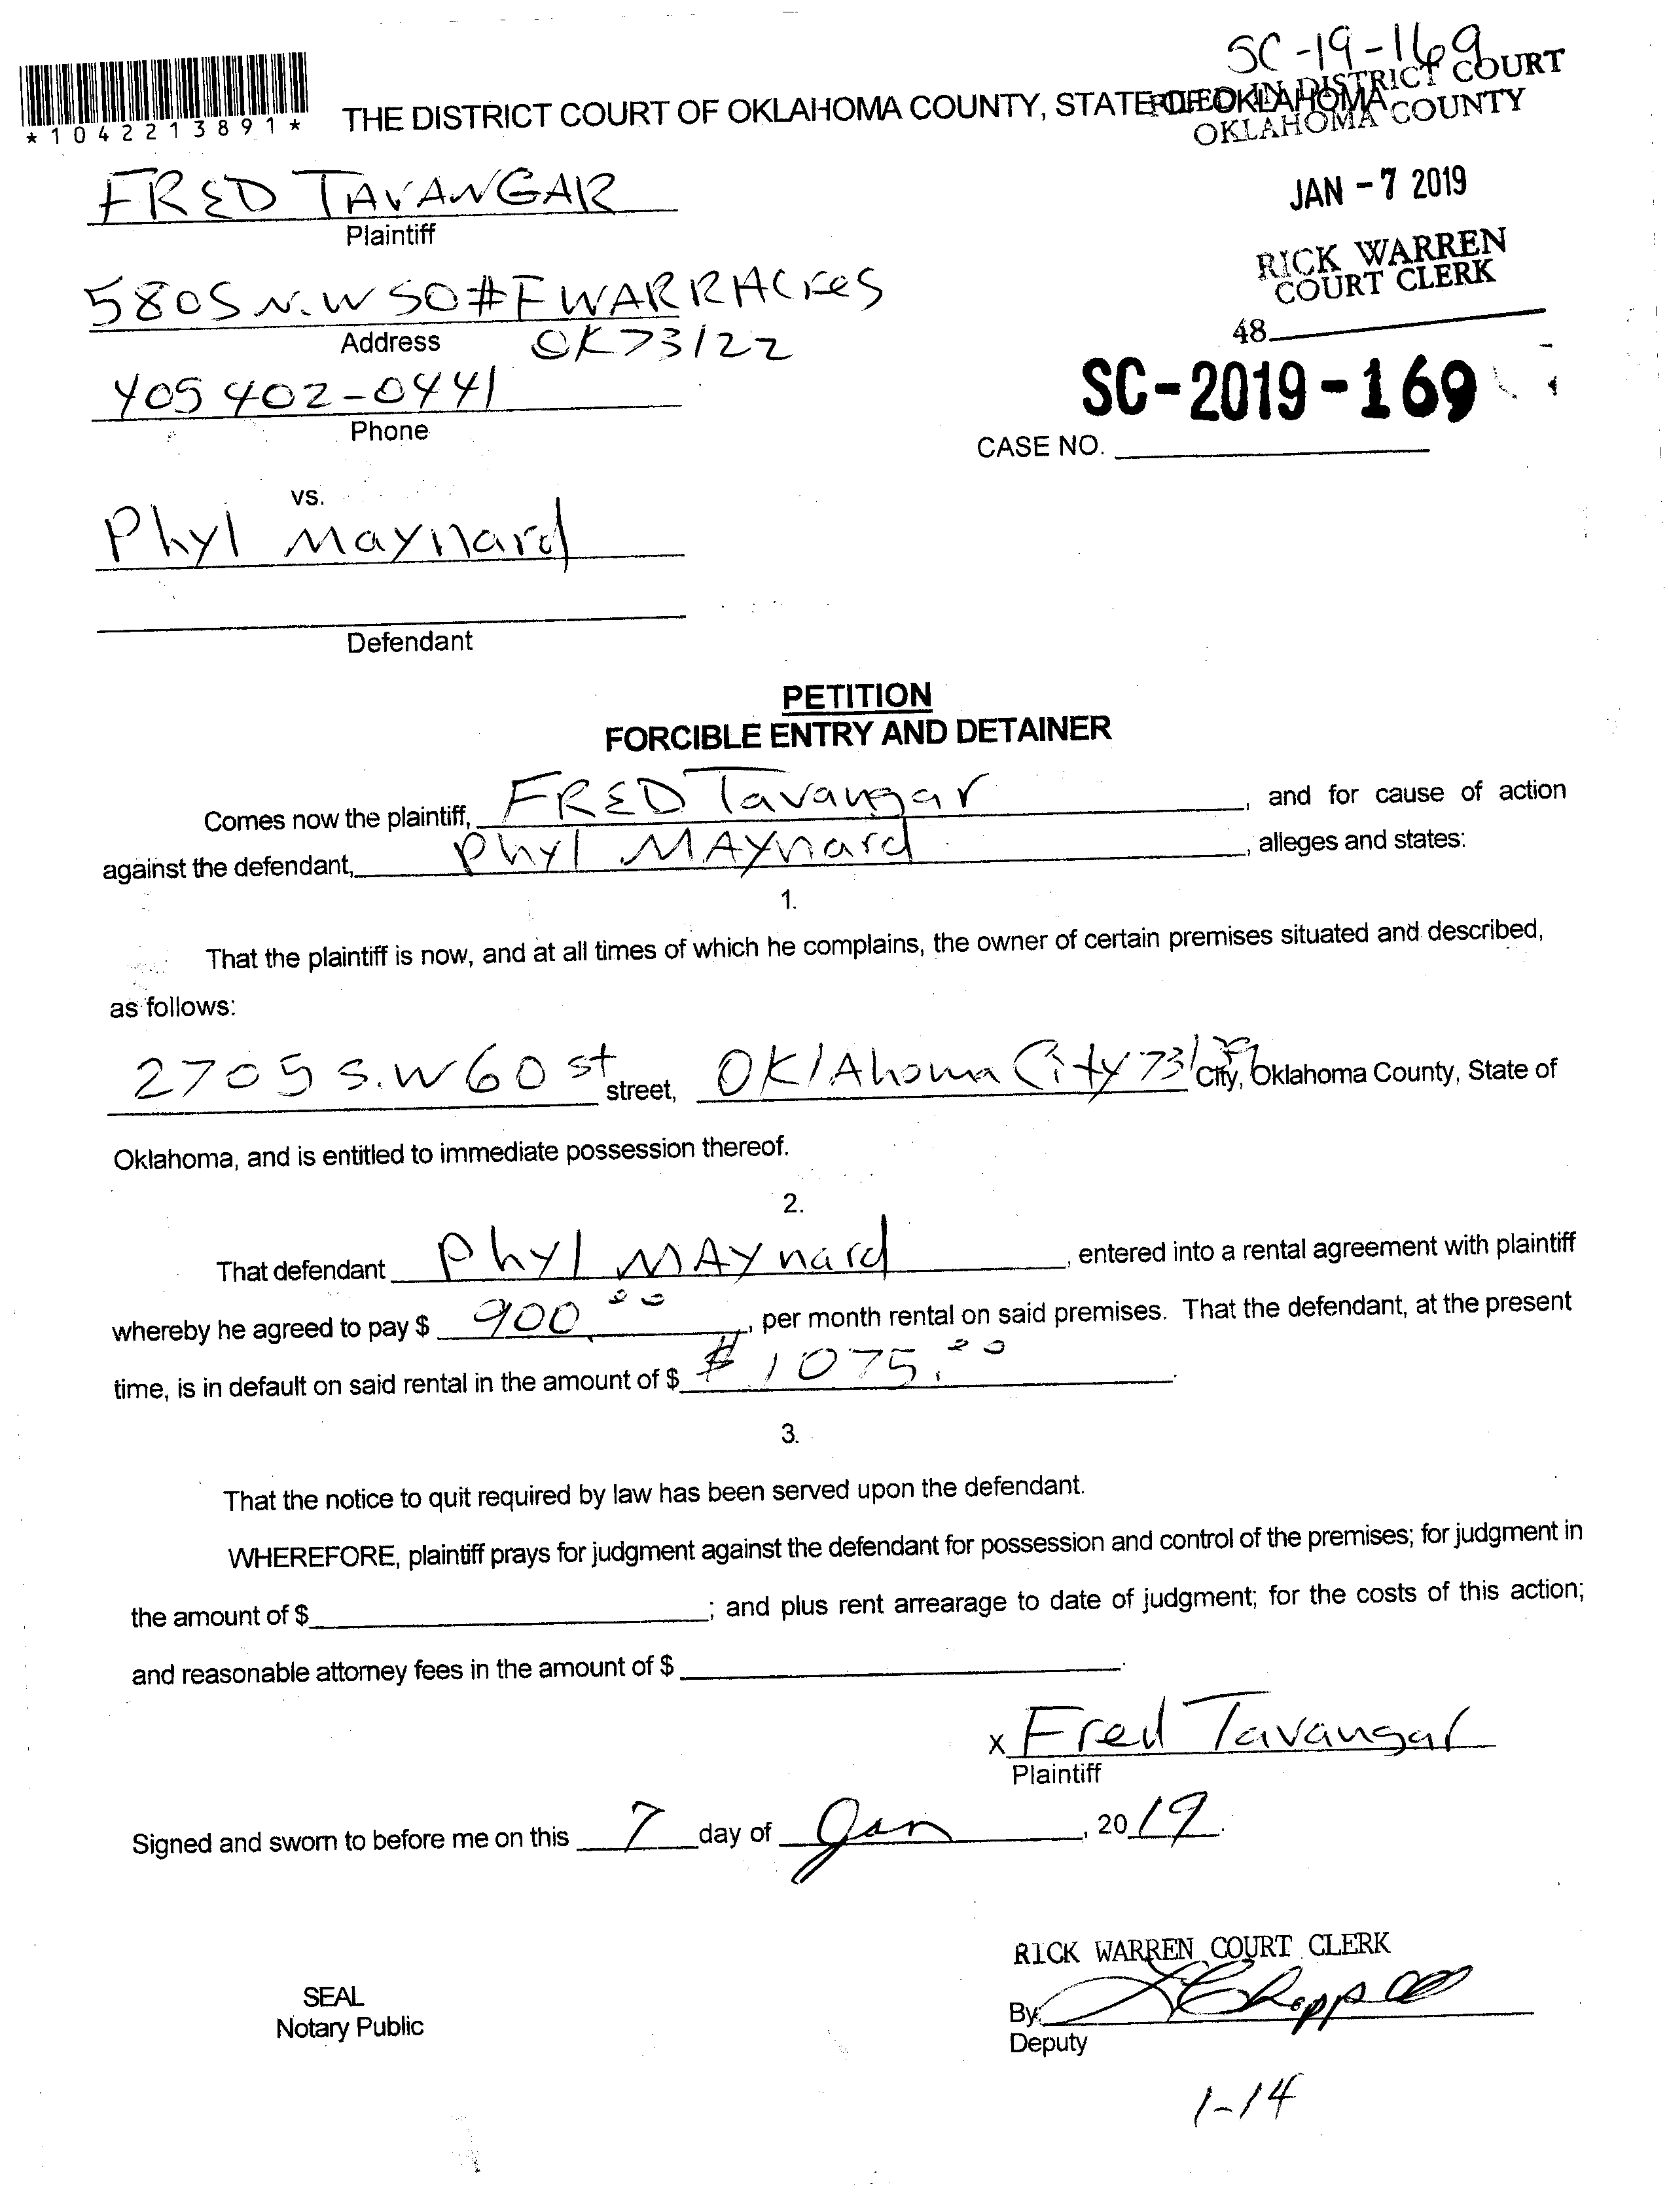 SC-19-169
*1042213891*
THE DISTRICT COURT OF OKLAHOMA COUNTY, STATE OF OKLAHOMA
FILED IN DISTRICT COURT
OKLAHOMA COUNTY
FRED TAVANGAR
Plaintiff
JAN -7 2019
5805 N.W 50 #F WARR ACres
Address
OK 73122
RICK WARREN
COURT CLERK
48
405 402-0441
Phone
SC-2019-169
CASE NO.
vs.
Phyl Maynard
Defendant
PETITION
FORCIBLE ENTRY AND DETAINER
Comes now the plaintiff, FRED Tavangar, and for cause of action
against the defendant, Phyl MAYnard, alleges and states:
1.
That the plaintiff is now, and at all times of which he complains, the owner of certain premises situated and described,
as follows:
2705 S.W 60 st street, OKlAhoma City City, Oklahoma County, State of
Oklahoma, and is entitled to immediate possession thereof.
2.
That defendant Phyl MAYnard, entered into a rental agreement with plaintiff
whereby he agreed to pay $ 900.00, per month rental on said premises. That the defendant, at the present
time, is in default on said rental in the amount of $ $1075.00.
3.
That the notice to quit required by law has been served upon the defendant.
WHEREFORE, plaintiff prays for judgment against the defendant for possession and control of the premises; for judgment in
the amount of $; and plus rent arrearage to date of judgment; for the costs of this action;
and reasonable attorney fees in the amount of $.
x Fred Tavangar
Plaintiff
Signed and sworn to before me on this 7 day of Jan, 2019.
RICK WARREN COURT CLERK
SEAL
Notary Public
By:
Deputy
1-14